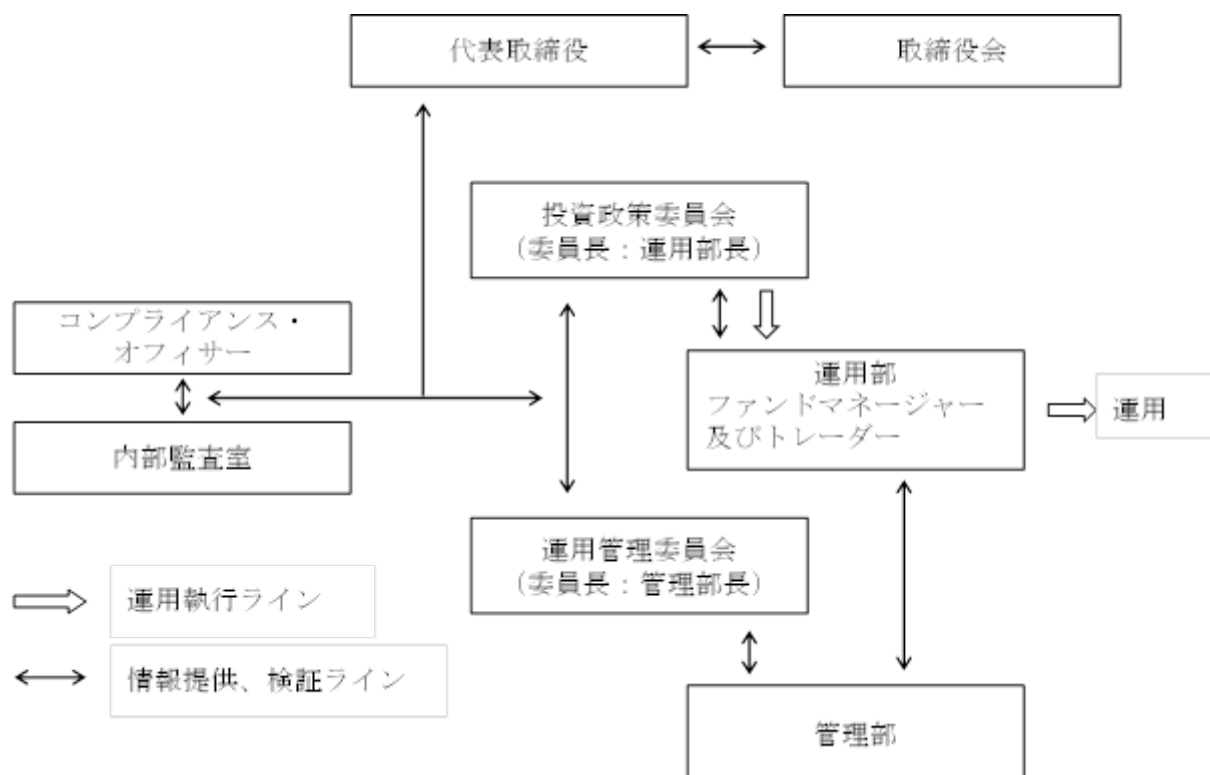 代表取締役
取締役会
投資政策委員会
（委員長：運用部長）
コンプライアンス・
オフィサー
運用部
ファンドマネージャー
及びトレーダー
運用
内部監査室
運用管理委員会
（委員長：管理部長）
運用執行ライン
情報提供、検証ライン
管理部